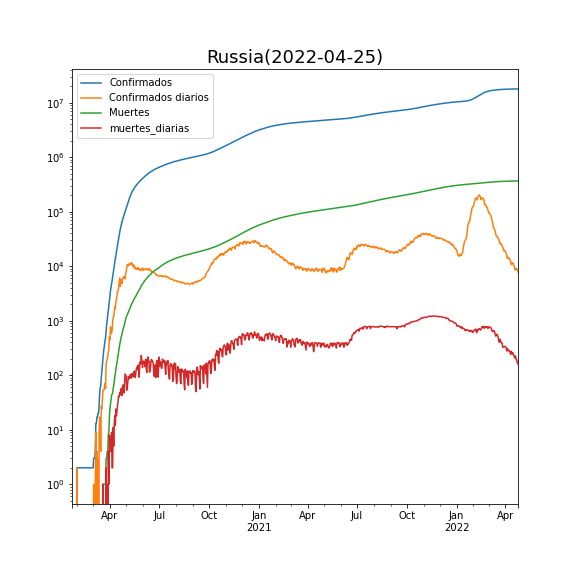 Russia(2022-04-25)
Confirmados
Confirmados diarios
Muertes
muertes_diarias
10⁷
10⁶
10⁵
10⁴
10³
10²
10¹
10⁰
Apr Jul Oct Jan Apr Jul Oct Jan Apr
2021 2022